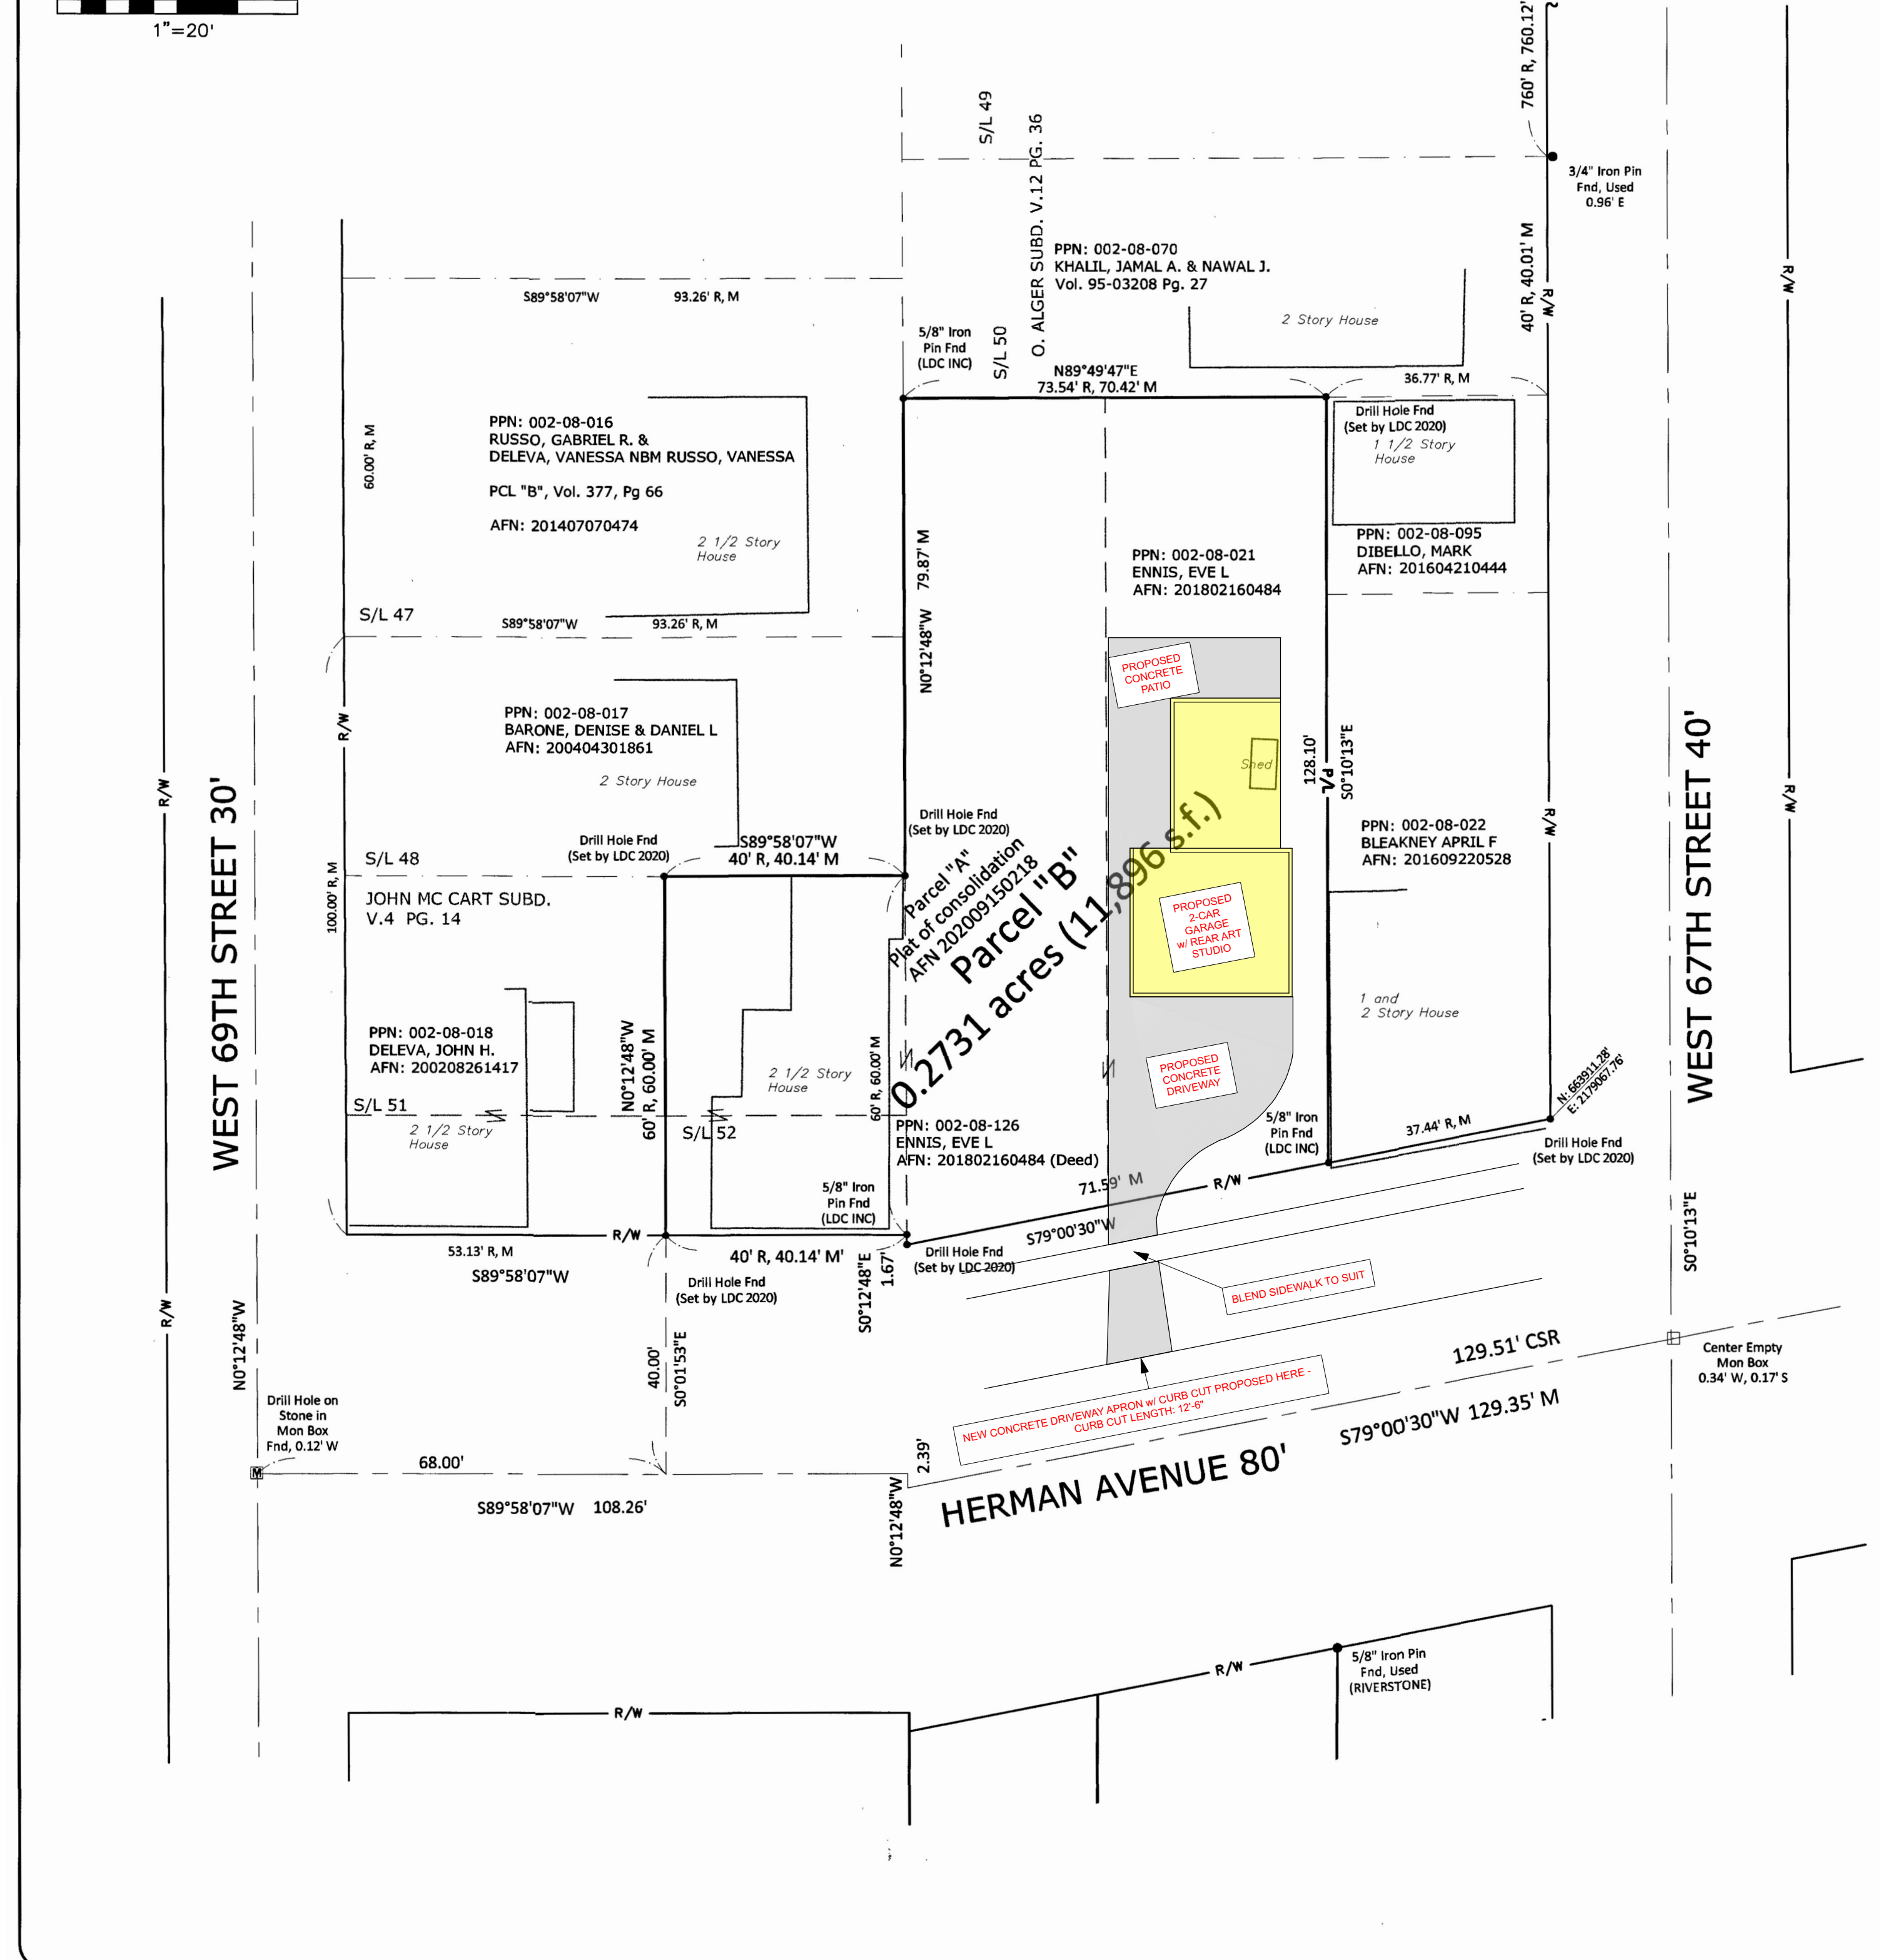 1"=20'
760' R, 760.12'
S/L 49
O. ALGER SUBD. V.12 PG. 36
3/4" Iron Pin
Fnd, Used
0.96' E
PPN: 002-08-070
KHALIL, JAMAL A. & NAWAL J.
Vol. 95-03208 Pg. 27
40' R, 40.01' M
R/W
R/W
S89°58'07"W
93.26' R, M
2 Story House
5/8" Iron
Pin Fnd
(LDC INC)
S/L 50
N89°49'47"E
73.54' R, 70.42' M
36.77' R, M
Drill Hole Fnd
(Set by LDC 2020)
1 1/2 Story
House
60.00' R, M
PPN: 002-08-016
RUSSO, GABRIEL R. &
DELEVA, VANESSA NBM RUSSO, VANESSA
PCL "B", Vol. 377, Pg 66
AFN: 201407070474
2 1/2 Story
House
N0°12'48"W 79.87' M
PPN: 002-08-021
ENNIS, EVE L
AFN: 201802160484
PPN: 002-08-095
DIBELLO, MARK
AFN: 201604210444
S/L 47
S89°58'07"W
93.26' R, M
PROPOSED
CONCRETE
PATIO
R/W
R/W
PPN: 002-08-017
BARONE, DENISE & DANIEL L
AFN: 200404301861
2 Story House
Shed
128.10'
P/L
S0°10'13"E
R/W
R/W
WEST 69TH STREET 30'
WEST 67TH STREET 40'
Drill Hole Fnd
(Set by LDC 2020)
Drill Hole Fnd
(Set by LDC 2020)
S89°58'07"W
40' R, 40.14' M
PPN: 002-08-022
BLEAKNEY APRIL F
AFN: 201609220528
S/L 48
100.00' R, M
JOHN MC CART SUBD.
V.4 PG. 14
Parcel "A"
Plat of consolidation
AFN 202009150218
Parcel "B"
0.2731 acres (11,896 s.f.)
PROPOSED
2-CAR
GARAGE
w/ REAR ART
STUDIO
1 and
2 Story House
PPN: 002-08-018
DELEVA, JOHN H.
AFN: 200208261417
N0°12'48"W
60' R, 60.00' M
2 1/2 Story
House
60' R, 60.00' M
PROPOSED
CONCRETE
DRIVEWAY
N: 663911.28'
E: 2179067.76'
S/L 51
2 1/2 Story
House
S/L 52
PPN: 002-08-126
ENNIS, EVE L
AFN: 201802160484 (Deed)
5/8" Iron
Pin Fnd
(LDC INC)
37.44' R, M
Drill Hole Fnd
(Set by LDC 2020)
5/8" Iron
Pin Fnd
(LDC INC)
71.59' M
R/W
S79°00'30"W
R/W
53.13' R, M
S89°58'07"W
40' R, 40.14' M'
Drill Hole Fnd
(Set by LDC 2020)
S0°12'48"E
1.67'
Drill Hole Fnd
(Set by LDC 2020)
S0°10'13"E
BLEND SIDEWALK TO SUIT
R/W
N0°12'48"W
40.00'
S0°01'53"E
129.51' CSR
Center Empty
Mon Box
0.34' W, 0.17' S
NEW CONCRETE DRIVEWAY APRON w/ CURB CUT PROPOSED HERE -
CURB CUT LENGTH: 12'-6"
S79°00'30"W 129.35' M
Drill Hole on
Stone in
Mon Box
Fnd, 0.12' W
M
68.00'
S89°58'07"W 108.26'
2.39'
N0°12'48"W
HERMAN AVENUE 80'
R/W
5/8" Iron Pin
Fnd, Used
(RIVERSTONE)
R/W